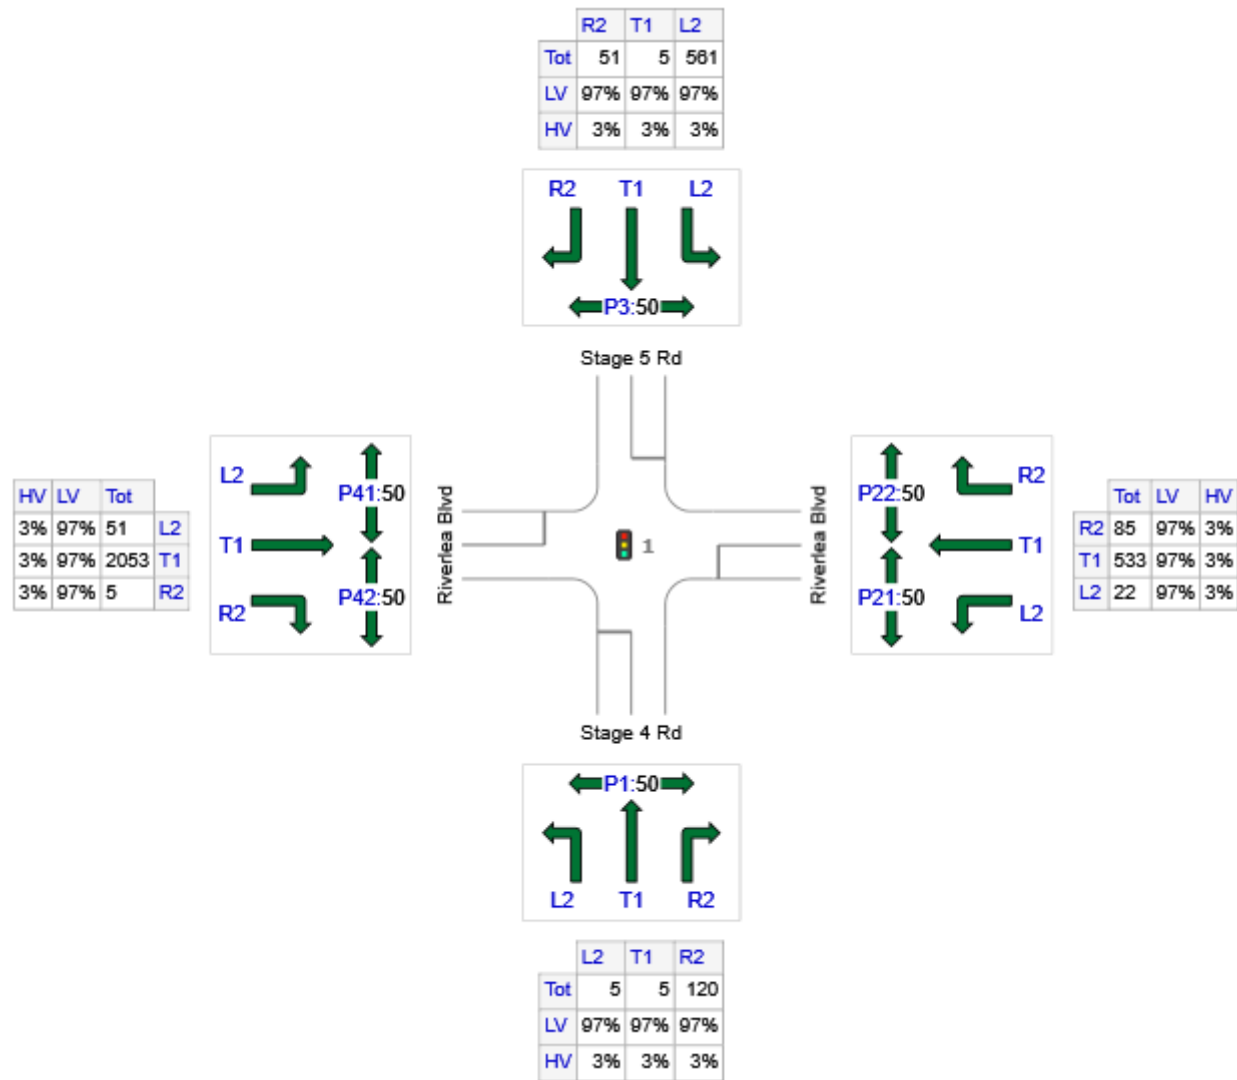 R2 T1 L2
Tot 51 5 561
LV 97% 97% 97%
HV 3% 3% 3%
R2 T1 L2
P3:50
Stage 5 Rd
HV LV Tot
3% 97% 51 L2
3% 97% 2053 T1
3% 97% 5 R2
L2
P41:50
T1
P42:50
R2
Riverlea Blvd
1
Riverlea Blvd
P22:50
R2
T1
P21:50
L2
Tot LV HV
R2 85 97% 3%
T1 533 97% 3%
L2 22 97% 3%
Stage 4 Rd
P1:50
L2 T1 R2
L2 T1 R2
Tot 5 5 120
LV 97% 97% 97%
HV 3% 3% 3%